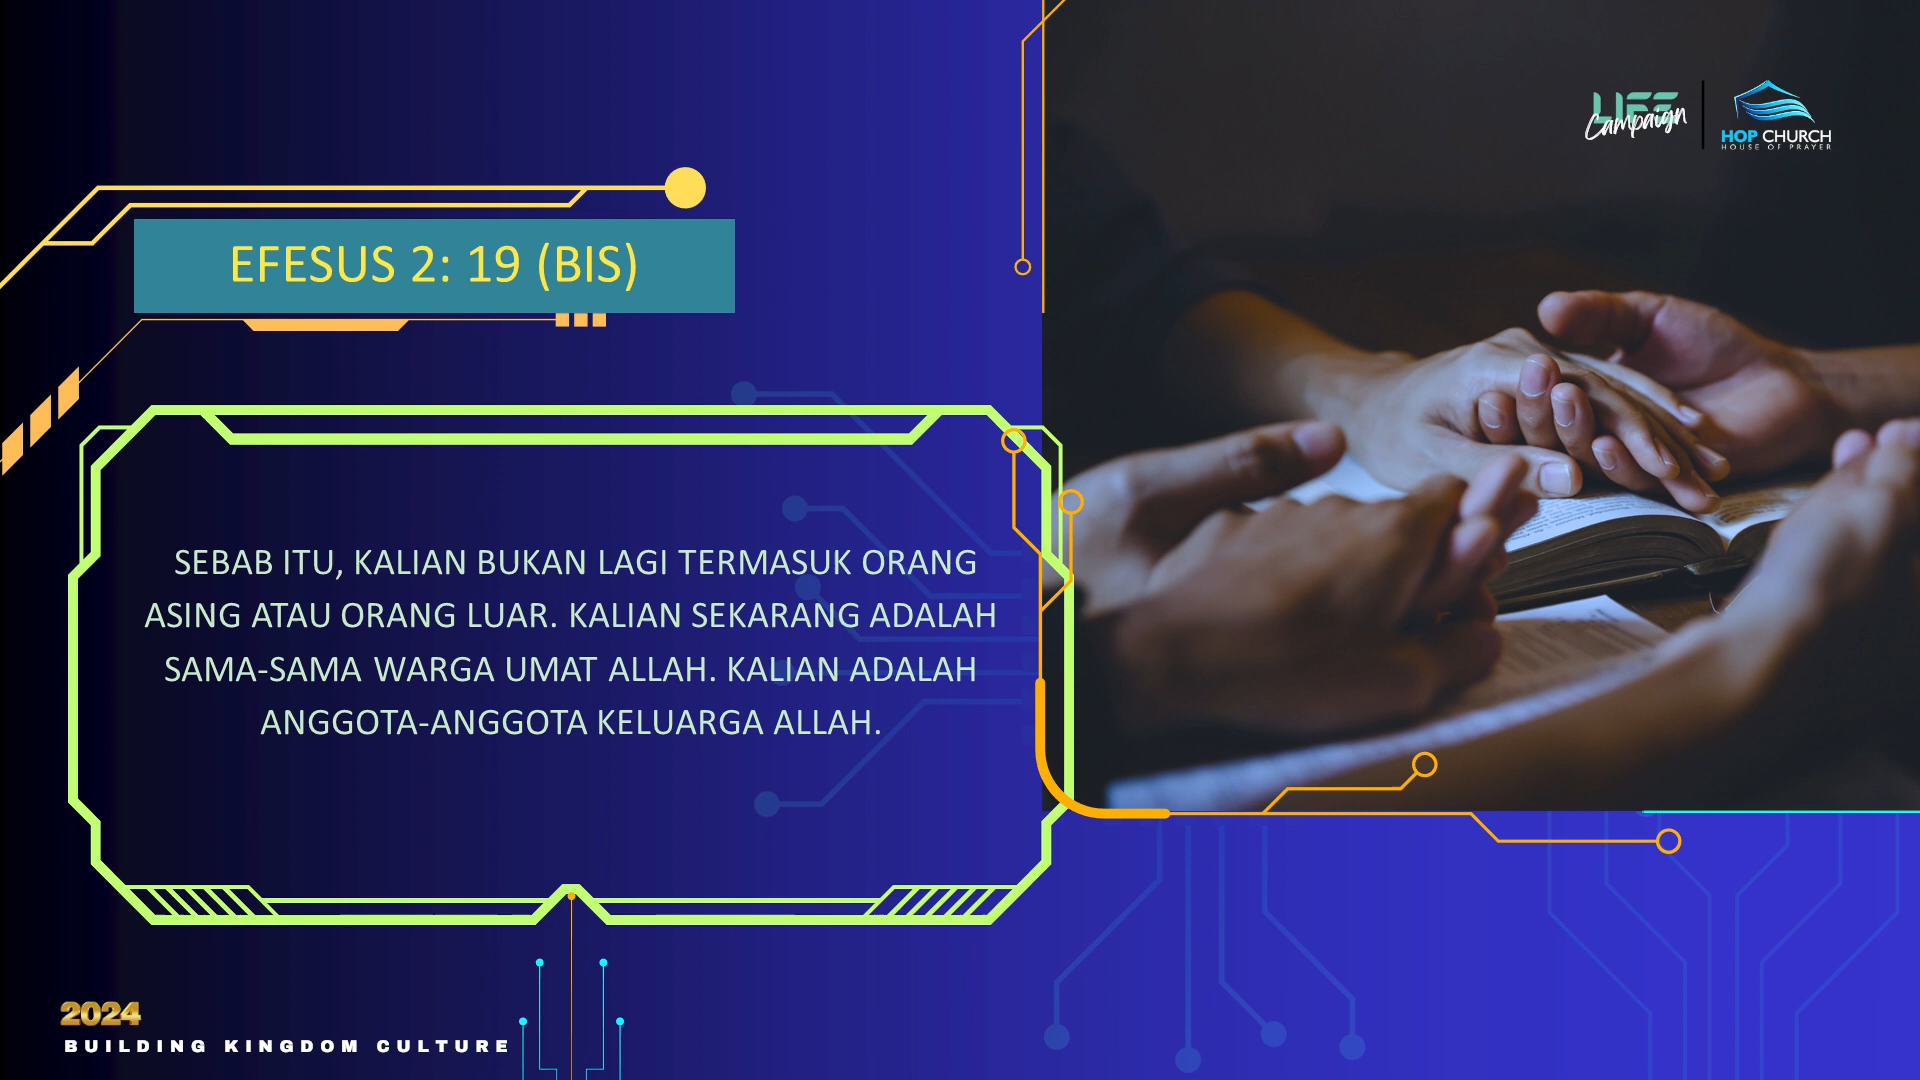 LIFE
Campaign
HOP CHURCH
HOUSE OF PRAYER
EFESUS 2: 19 (BIS)
SEBAB ITU, KALIAN BUKAN LAGI TERMASUK ORANG
ASING ATAU ORANG LUAR. KALIAN SEKARANG ADALAH
SAMA-SAMA WARGA UMAT ALLAH. KALIAN ADALAH
ANGGOTA-ANGGOTA KELUARGA ALLAH.
2024
BUILDING KINGDOM CULTURE